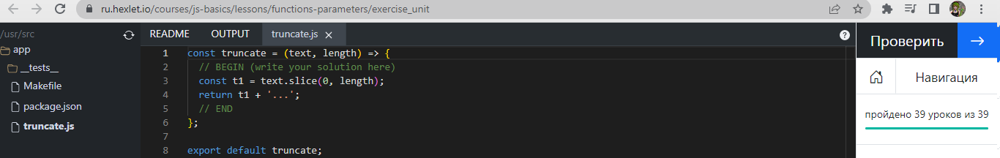 ru.hexlet.io/courses/js-basics/lessons/functions-parameters/exercise_unit
/usr/src
app
__tests__
Makefile
package.json
truncate.js
README OUTPUT truncate.js ×
?
1 const truncate = (text, length) => {
2 // BEGIN (write your solution here)
3 const t1 = text.slice(0, length);
4 return t1 + '...';
5 // END
6 };
7
8 export default truncate;
Проверить
Навигация
пройдено 39 уроков из 39